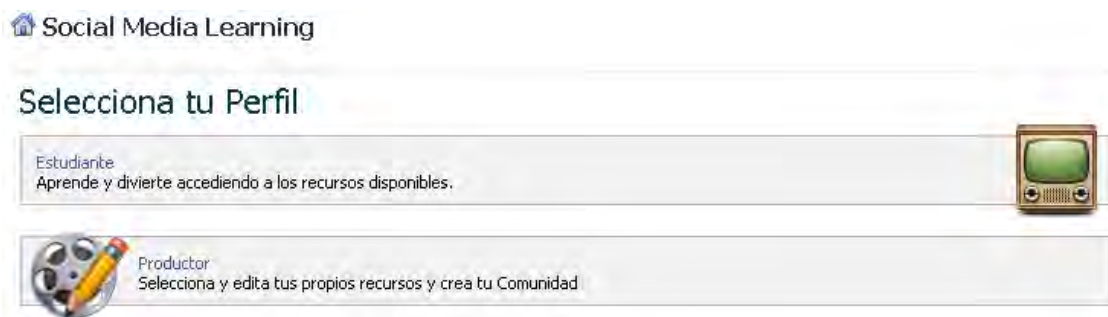 Social Media Learning
Selecciona tu Perfil
Estudiante
Aprende y divierte accediendo a los recursos disponibles.
Productor
Selecciona y edita tus propios recursos y crea tu Comunidad